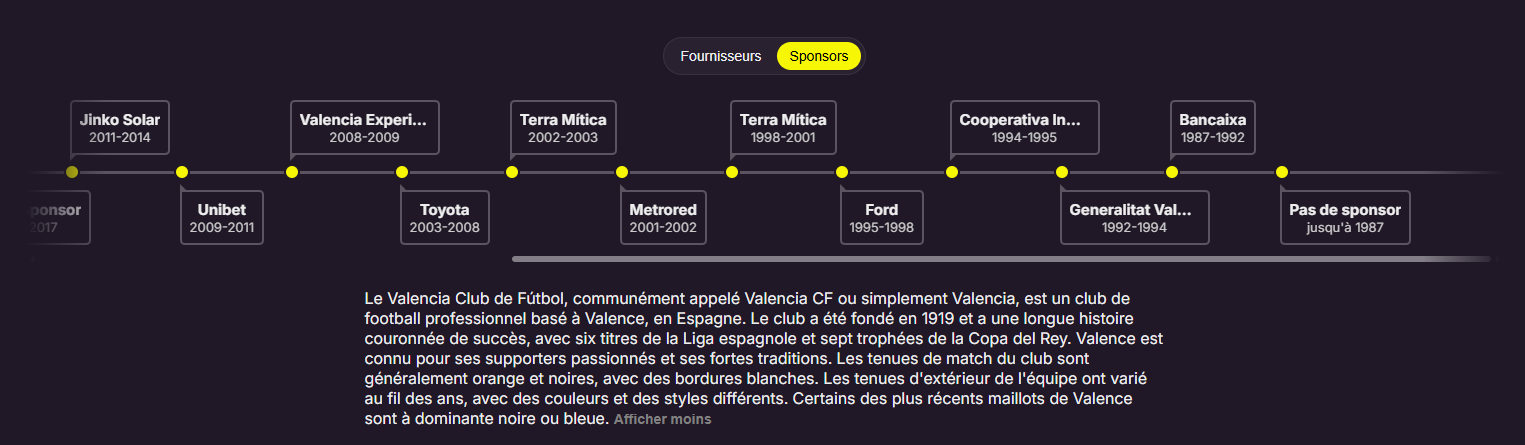 Fournisseurs Sponsors
Jinko Solar
2011-2014
Valencia Experi...
2008-2009
Terra Mítica
2002-2003
Terra Mítica
1998-2001
Cooperativa In...
1994-1995
Bancaixa
1987-1992
2017
Unibet
2009-2011
Toyota
2003-2008
Metrored
2001-2002
Ford
1995-1998
Generalitat Val...
1992-1994
Pas de sponsor
jusqu'à 1987
Le Valencia Club de Fútbol, communément appelé Valencia CF ou simplement Valencia, est un club de
football professionnel basé à Valence, en Espagne. Le club a été fondé en 1919 et a une longue histoire
couronnée de succès, avec six titres de la Liga espagnole et sept trophées de la Copa del Rey. Valence est
connu pour ses supporters passionnés et ses fortes traditions. Les tenues de match du club sont
généralement orange et noires, avec des bordures blanches. Les tenues d'extérieur de l'équipe ont varié
au fil des ans, avec des couleurs et des styles différents. Certains des plus récents maillots de Valence
sont à dominante noire ou bleue. Afficher moins